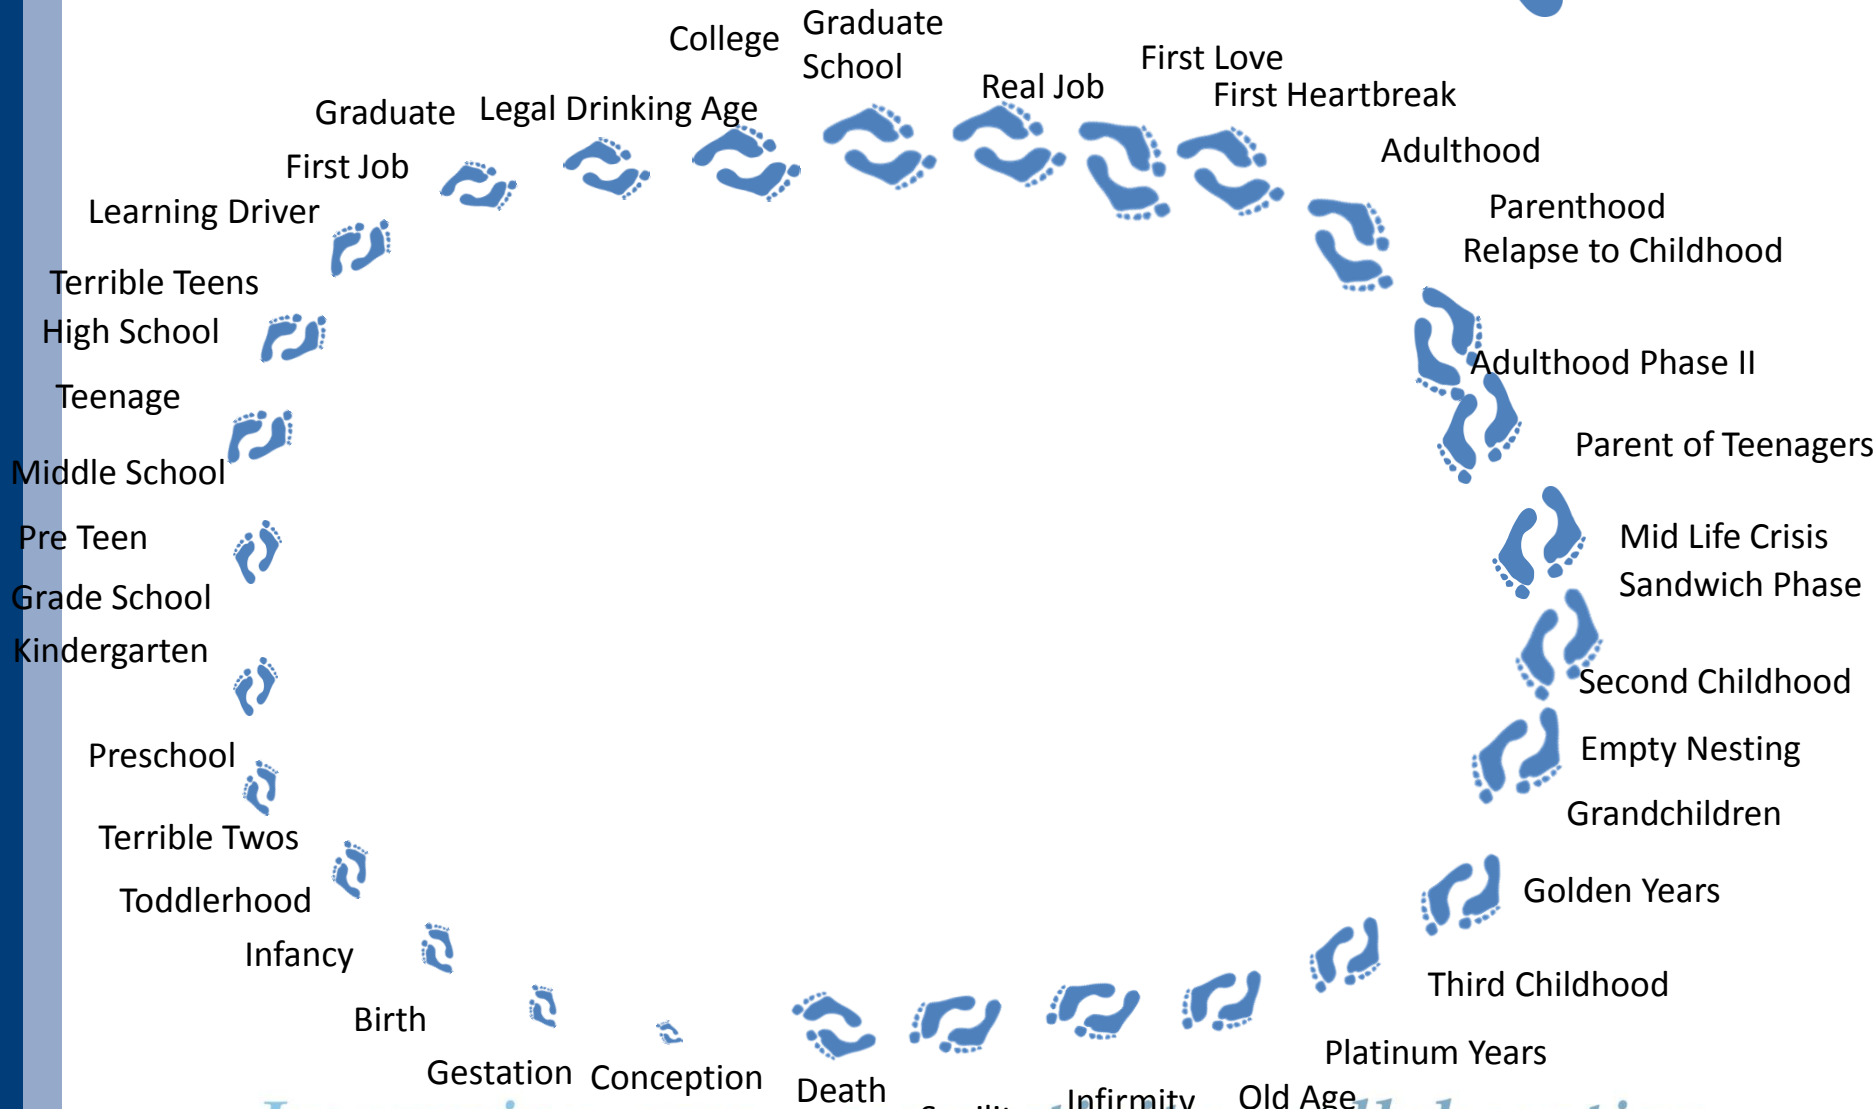 College
Graduate
School
First Love
Real Job
First Heartbreak
Graduate
Legal Drinking Age
Adulthood
First Job
Learning Driver
Parenthood
Relapse to Childhood
Terrible Teens
High School
Adulthood Phase II
Teenage
Parent of Teenagers
Middle School
Pre Teen
Mid Life Crisis
Sandwich Phase
Grade School
Kindergarten
Second Childhood
Preschool
Empty Nesting
Grandchildren
Terrible Twos
Toddlerhood
Golden Years
Infancy
Third Childhood
Birth
Platinum Years
Gestation
Conception
Death
Infirmity
Old Age